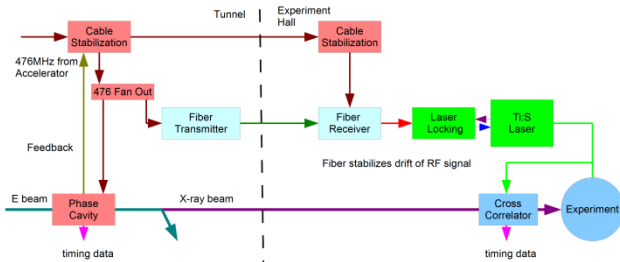 Tunnel
Experiment
Hall
Cable
Stabilization
Cable
Stabilization
476MHz from
Accelerator
476 Fan Out
Fiber
Transmitter
Fiber
Receiver
Laser
Locking
Ti:S
Laser
Feedback
Fiber stabilizes drift of RF signal
E beam
Phase
Cavity
X-ray beam
Cross
Correlator
Experiment
timing data
timing data